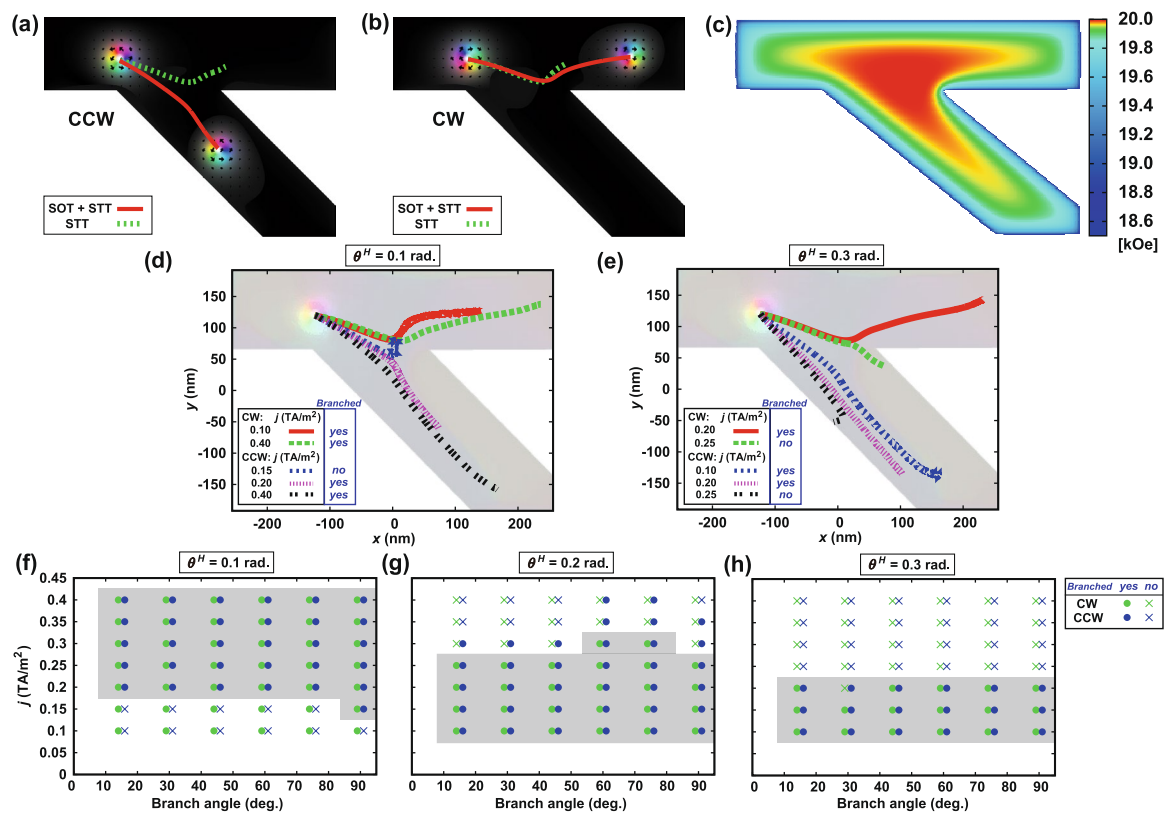 (a)
CCW
SOT + STT
STT
(b)
CW
SOT + STT
STT
(c)
20.0
19.8
19.6
19.4
19.2
19.0
18.8
18.6
[kOe]
(d)
θ^H = 0.1 rad.
150
100
50
0
-50
-100
-150
y (nm)
-200
-100
0
100
200
x (nm)
Branched
CW: j (TA/m²)
0.10 yes
0.40 yes
CCW: j (TA/m²)
0.15 no
0.20 yes
0.40 yes
(e)
θ^H = 0.3 rad.
150
100
50
0
-50
-100
-150
y (nm)
-200
-100
0
100
200
x (nm)
Branched
CW: j (TA/m²)
0.20 yes
0.25 no
CCW: j (TA/m²)
0.10 yes
0.20 yes
0.25 no
(f)
θ^H = 0.1 rad.
0.45
0.4
0.35
0.3
0.25
0.2
0.15
0.1
0.05
0
j (TA/m²)
0 10 20 30 40 50 60 70 80 90
Branch angle (deg.)
(g)
θ^H = 0.2 rad.
0 10 20 30 40 50 60 70 80 90
Branch angle (deg.)
(h)
θ^H = 0.3 rad.
0 10 20 30 40 50 60 70 80 90
Branch angle (deg.)
Branched yes no
CW
CCW